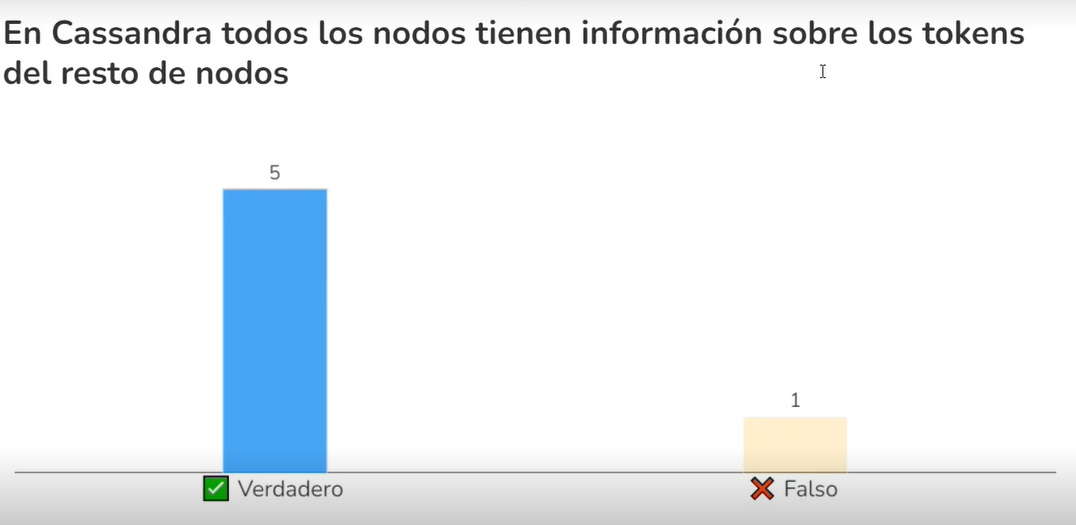 En Cassandra todos los nodos tienen información sobre los tokens
del resto de nodos
5
1
Verdadero
Falso